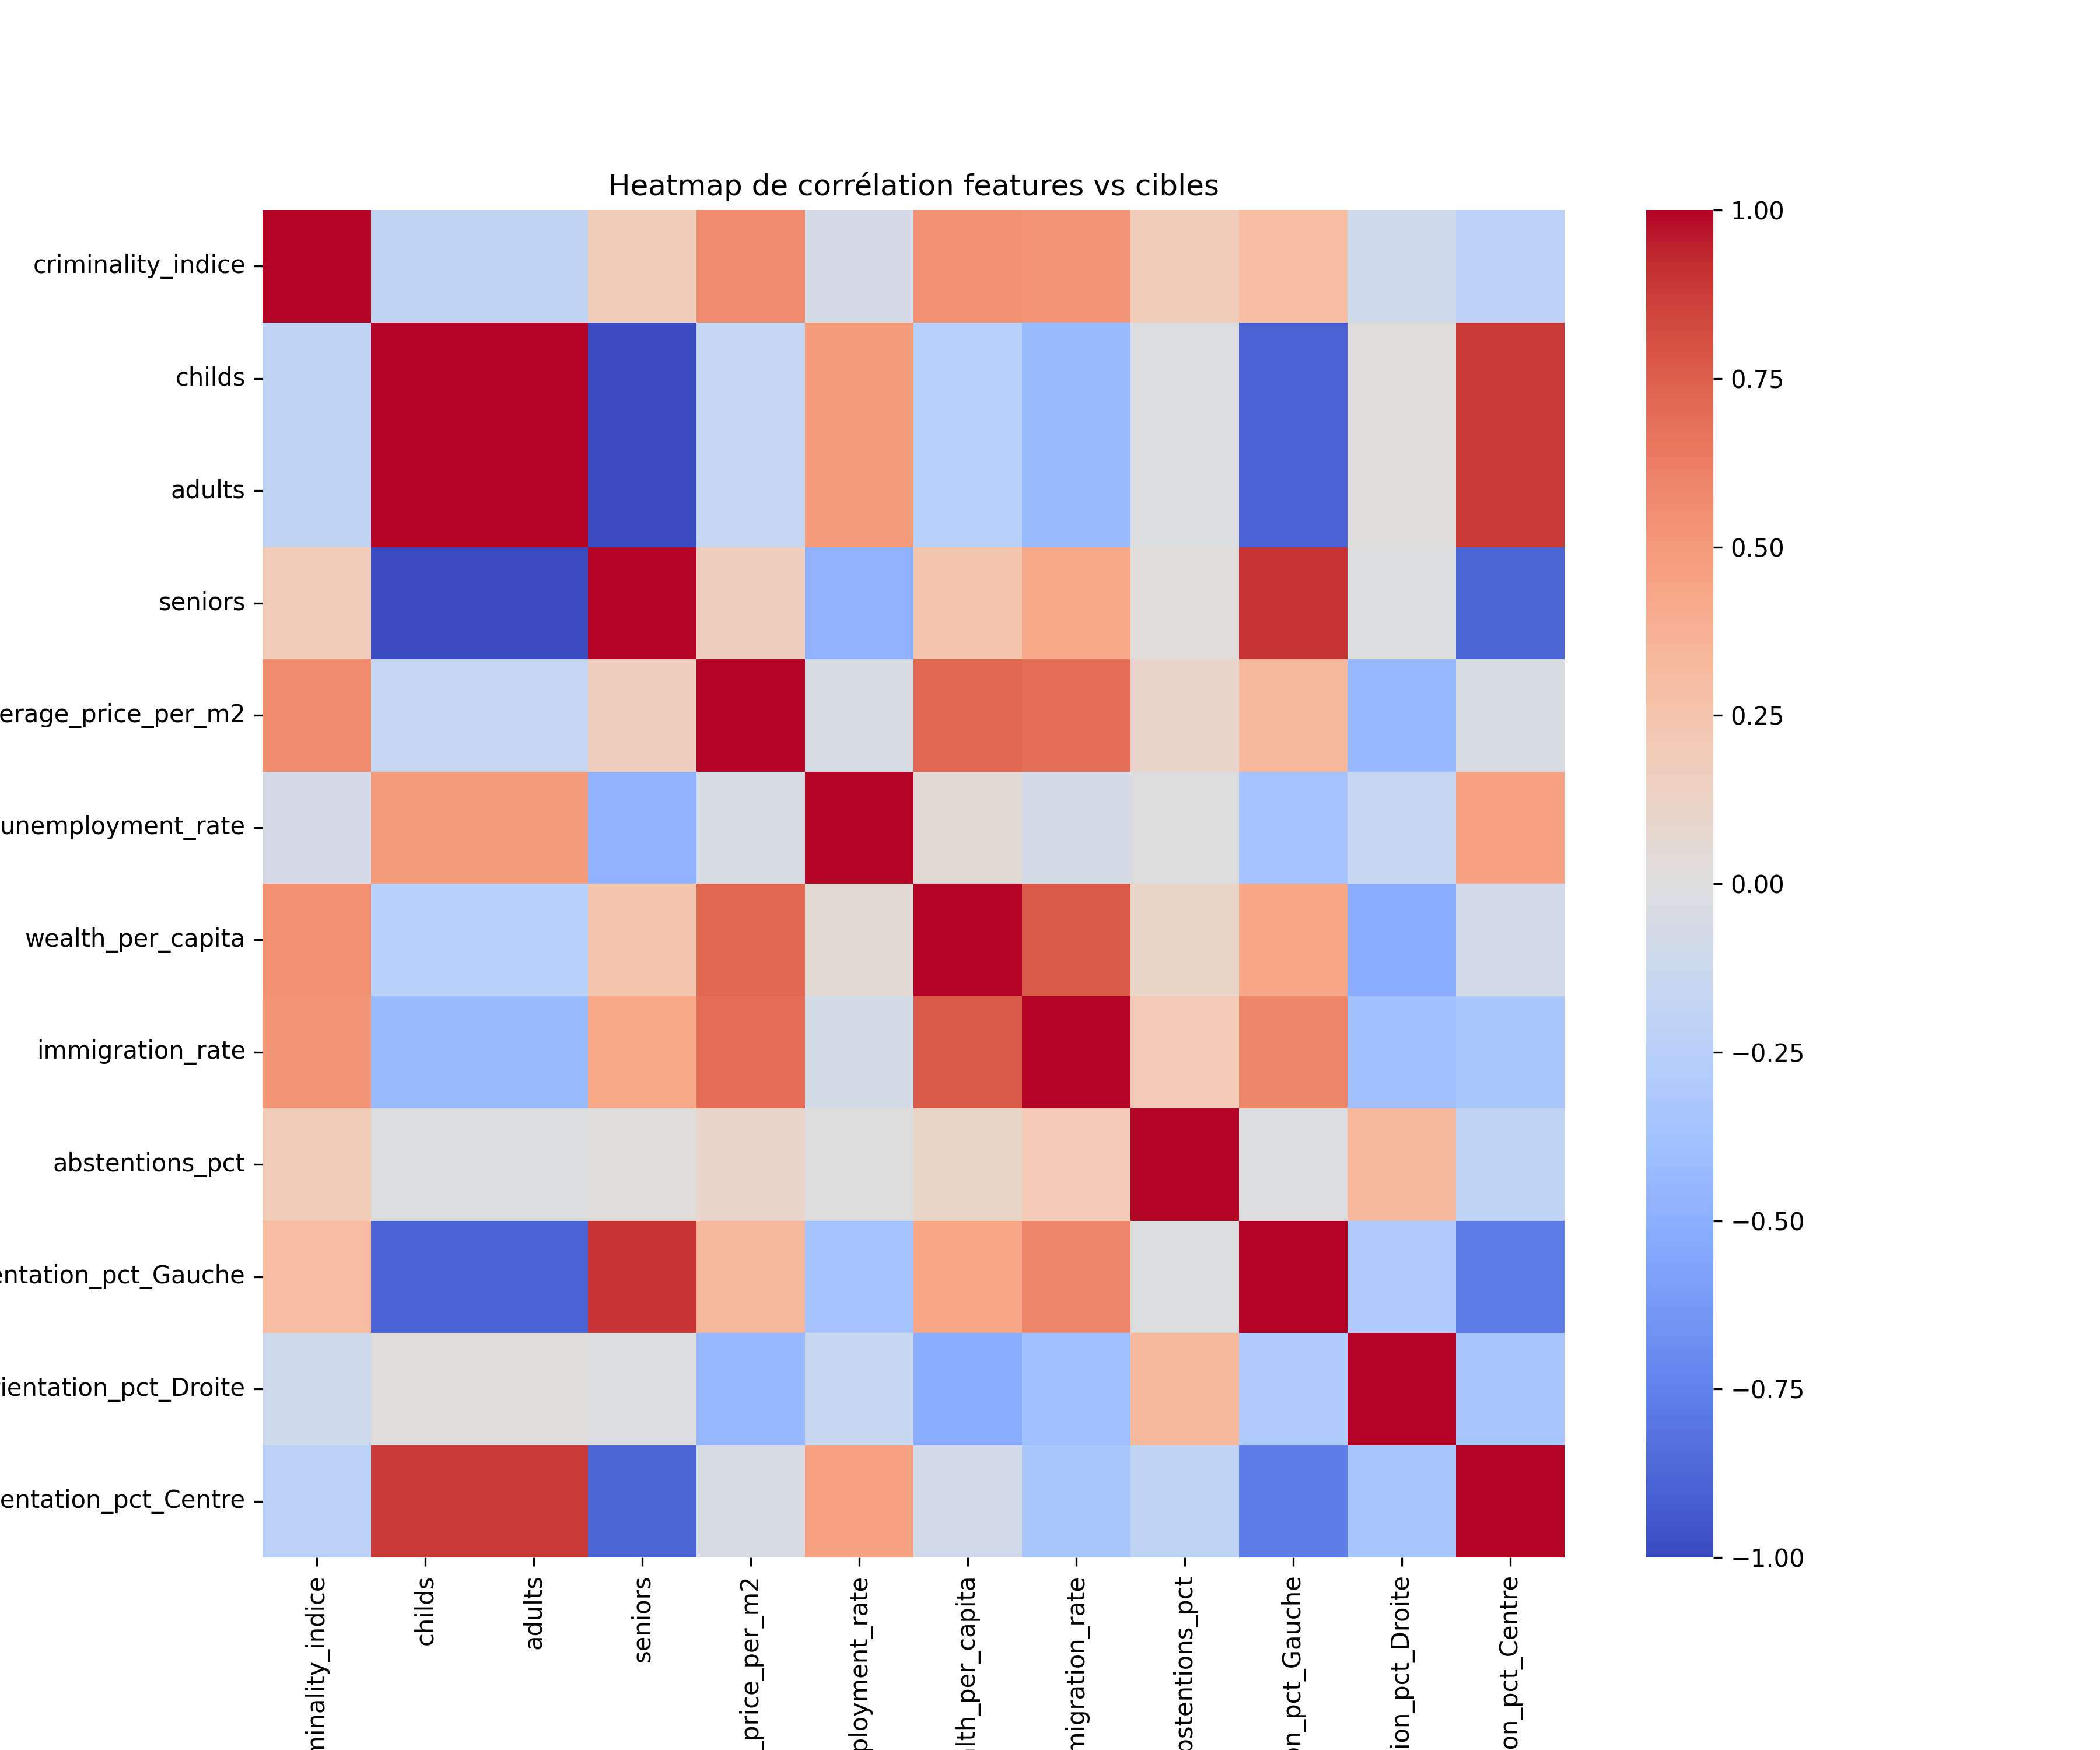 Heatmap de corrélation features vs cibles
criminality_indice
childs
adults
seniors
erage_price_per_m2
unemployment_rate
wealth_per_capita
immigration_rate
abstentions_pct
entation_pct_Gauche
ientation_pct_Droite
entation_pct_Centre
minality_indice
childs
adults
seniors
_price_per_m2
ployment_rate
lth_per_capita
migration_rate
bstentions_pct
on_pct_Gauche
ion_pct_Droite
on_pct_Centre
1.00
0.75
0.50
0.25
0.00
−0.25
−0.50
−0.75
−1.00